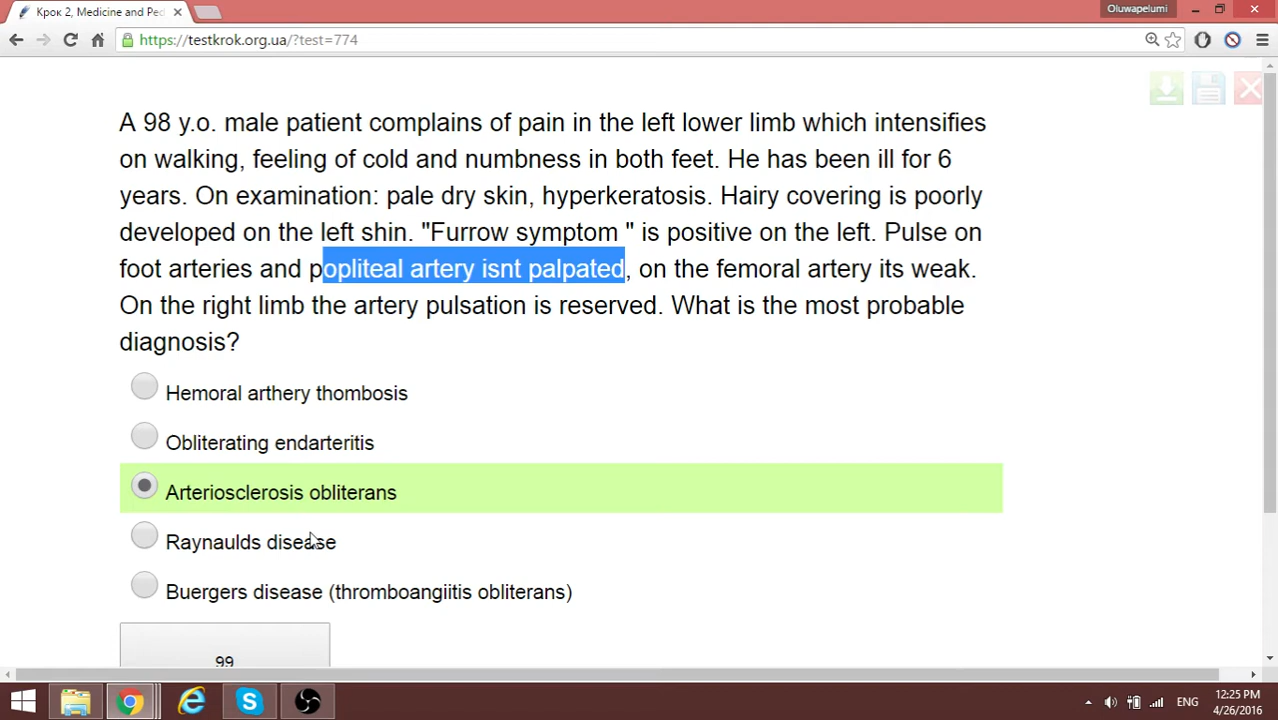 Крок 2, Medicine and Ped
Oluwapelumi
https://testkrok.org.ua/?test=774
A 98 y.o. male patient complains of pain in the left lower limb which intensifies
on walking, feeling of cold and numbness in both feet. He has been ill for 6
years. On examination: pale dry skin, hyperkeratosis. Hairy covering is poorly
developed on the left shin. "Furrow symptom " is positive on the left. Pulse on
foot arteries and popliteal artery isnt palpated, on the femoral artery its weak.
On the right limb the artery pulsation is reserved. What is the most probable
diagnosis?
Hemoral arthery thombosis
Obliterating endarteritis
Arteriosclerosis obliterans
Raynaulds disease
Buergers disease (thromboangiitis obliterans)
99
ENG
12:25 PM
4/26/2016